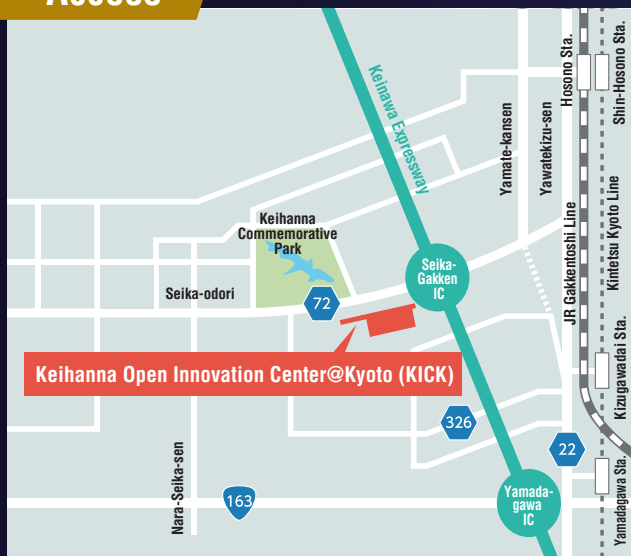 Access
Keinawa Expressway
Hosono Sta.
Shin-Hosono Sta.
Yamate-kansen
Yawatekizu-sen
Keihanna
Commemorative
Park
JR Gakkentoshi Line
Kintetsu Kyoto Line
Seika-
Gakken
IC
Seika-odori
72
Kizugawadai Sta.
Keihanna Open Innovation Center@Kyoto (KICK)
326
22
Nara-Seika-sen
163
Yamada-
gawa
IC
Yamadagawa Sta.